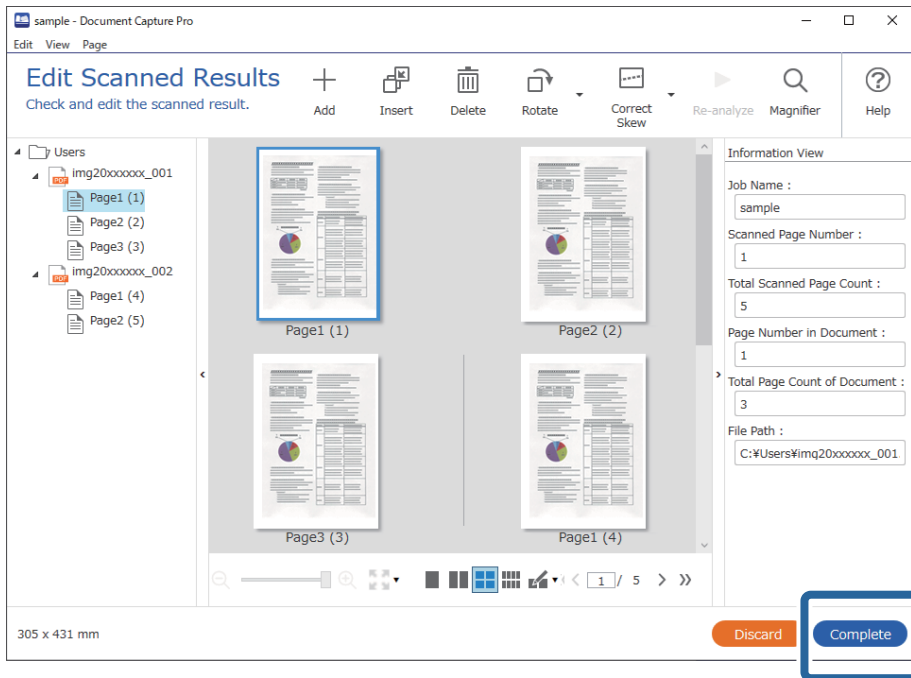 sample - Document Capture Pro
Edit View Page
Edit Scanned Results
Check and edit the scanned result.
Add
Insert
Delete
Rotate
Correct
Skew
Re-analyze
Magnifier
Help
Users
PDF
img20xxxxxx_001
Page1 (1)
Page2 (2)
Page3 (3)
PDF
img20xxxxxx_002
Page1 (4)
Page2 (5)
Page1 (1)
Page2 (2)
Page3 (3)
Page1 (4)
1 / 5
Information View
Job Name :
sample
Scanned Page Number :
1
Total Scanned Page Count :
5
Page Number in Document :
1
Total Page Count of Document :
3
File Path :
C:¥Users¥img20xxxxxx_001
305 x 431 mm
Discard
Complete